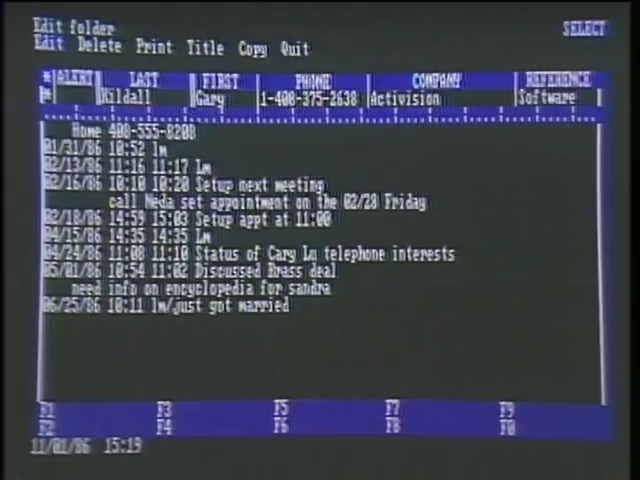 Edit folder SELECT
Edit Delete Print Title Copy Quit
*|ALERT| LAST FIRST PHONE COMPANY REFERENCE
*| Kildall Gary 1-408-375-2638 Activision Software
Home 408-555-8208
01/31/86 10:52 lm
02/13/86 11:16 11:17 Lm
02/16/86 10:10 10:20 Setup next meeting
call Neda set appointment on the 02/28 Friday
02/18/86 14:59 15:03 Setup appt at 11:00
04/15/86 14:35 14:35 Lm
04/24/86 11:08 11:10 Status of Cary Lu telephone interests
05/01/86 10:54 11:02 Discussed Brass deal
need info on encyclopedia for sandra
06/25/86 10:11 lm/just got married
F1 F3 F5 F7 F9
F2 F4 F6 F8 F0
11/01/86 15:19